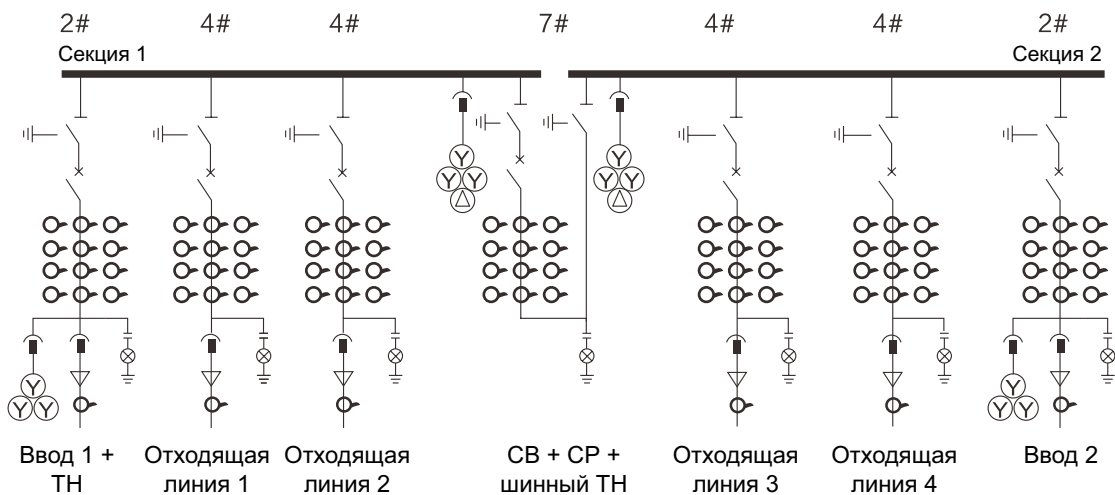 2# 4# 4# 7# 4# 4# 2#
Секция 1 Секция 2
Y Y
Y Y Y Y
Δ Δ
Y Y
Y Y Y Y
Ввод 1 + Отходящая Отходящая СВ + СР + Отходящая Отходящая Ввод 2
ТН линия 1 линия 2 шинный ТН линия 3 линия 4